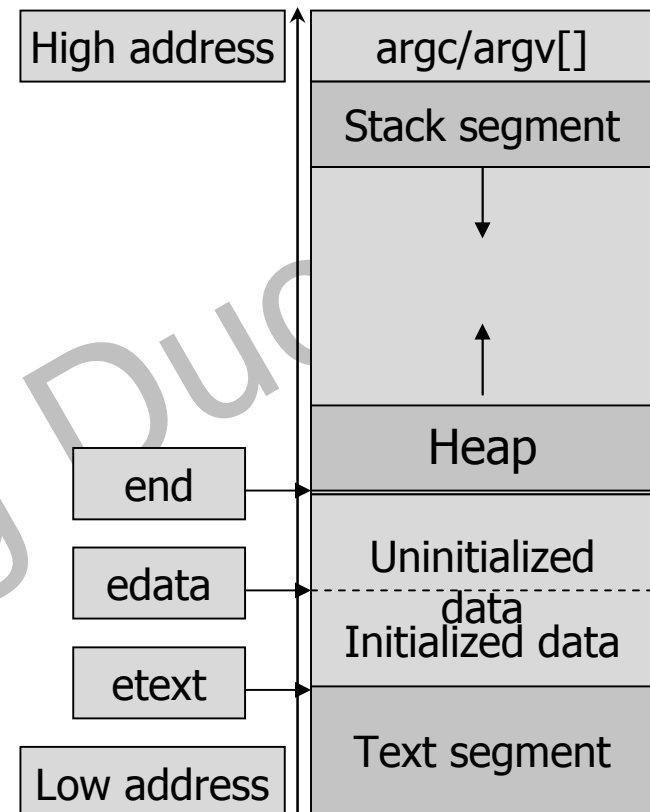 High address
argc/argv[]
Stack segment
Heap
end
Uninitialized
data
edata
Initialized data
etext
Text segment
Low address